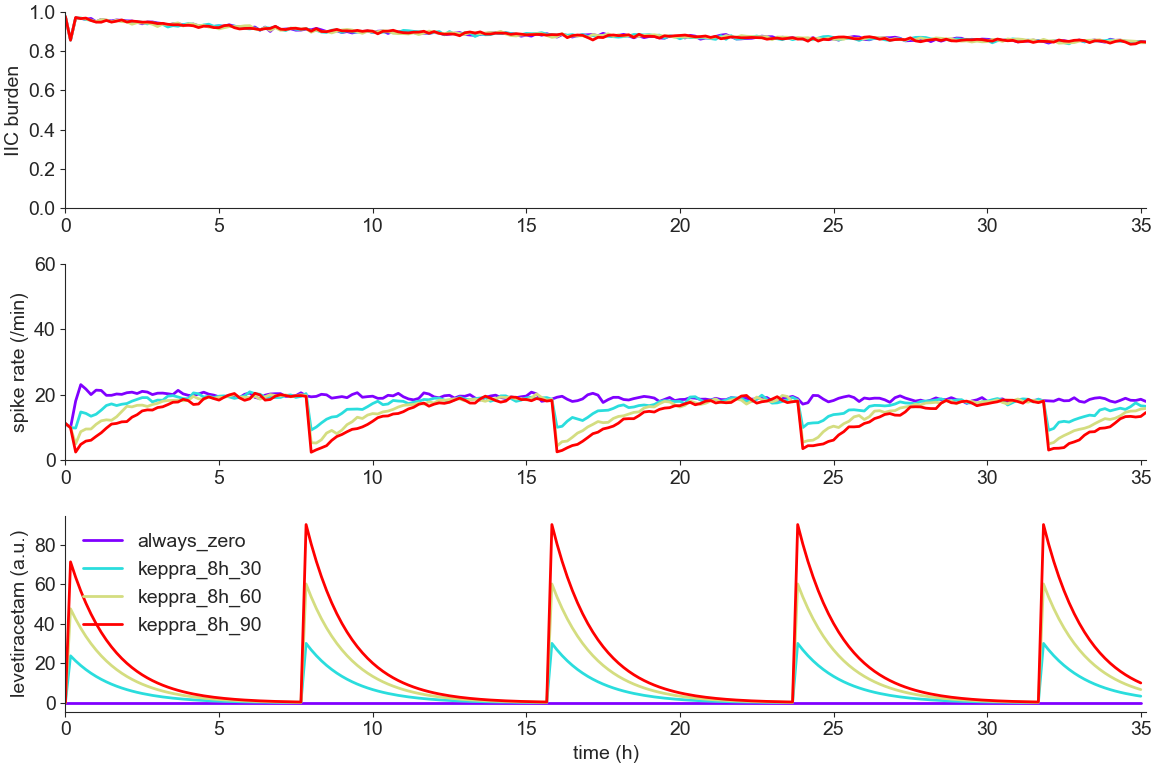 1.0
0.8
0.6
0.4
0.2
0.0
IIC burden
0 5 10 15 20 25 30 35
60
40
20
0
spike rate (/min)
0 5 10 15 20 25 30 35
80
60
40
20
0
levetiracetam (a.u.)
always_zero
keppra_8h_30
keppra_8h_60
keppra_8h_90
0 5 10 15 20 25 30 35
time (h)